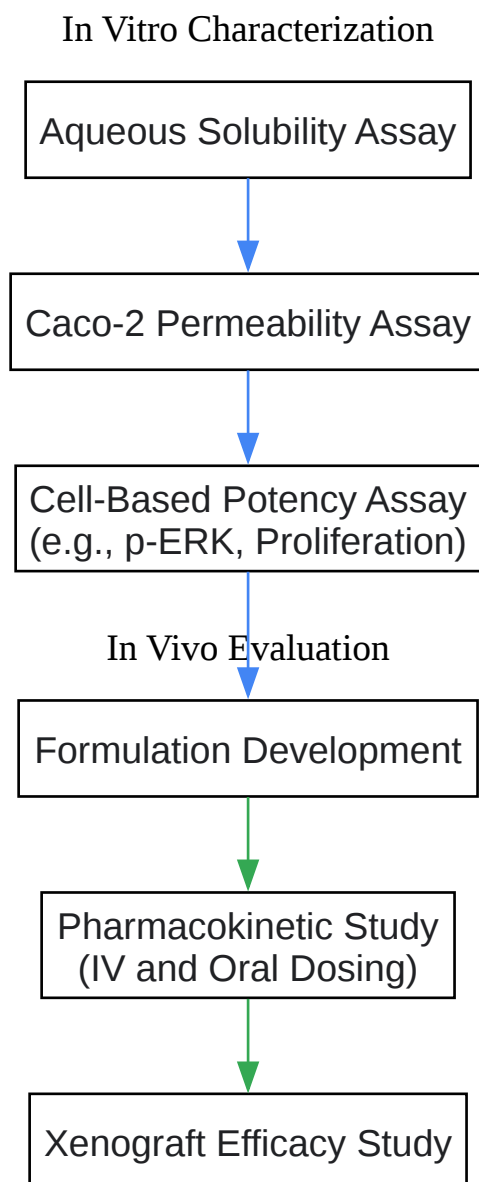 In Vitro Characterization
Aqueous Solubility Assay
Caco-2 Permeability Assay
Cell-Based Potency Assay
(e.g., p-ERK, Proliferation)
In Vivo Evaluation
Formulation Development
Pharmacokinetic Study
(IV and Oral Dosing)
Xenograft Efficacy Study